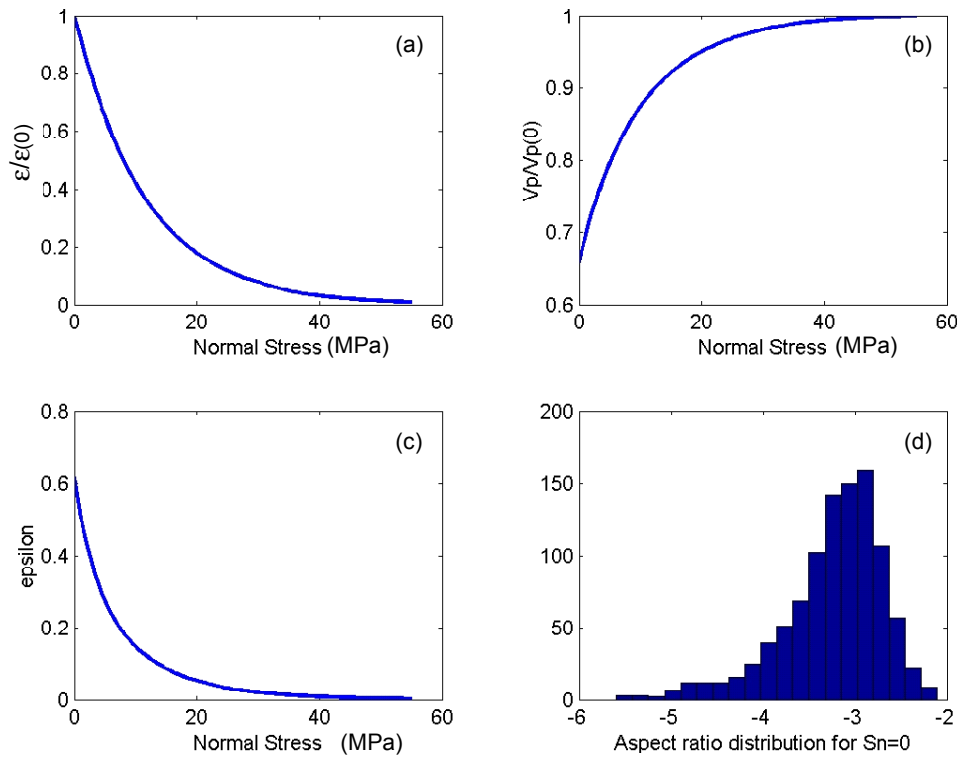 (a)
1
0.8
0.6
0.4
0.2
0
ε/ε(0)
0 20 40 60
Normal Stress (MPa)
(b)
1
0.9
0.8
0.7
0.6
Vp/Vp(0)
0 20 40 60
Normal Stress (MPa)
(c)
0.8
0.6
0.4
0.2
0
epsilon
0 20 40 60
Normal Stress (MPa)
(d)
200
150
100
50
0
-6 -5 -4 -3 -2
Aspect ratio distribution for Sn=0